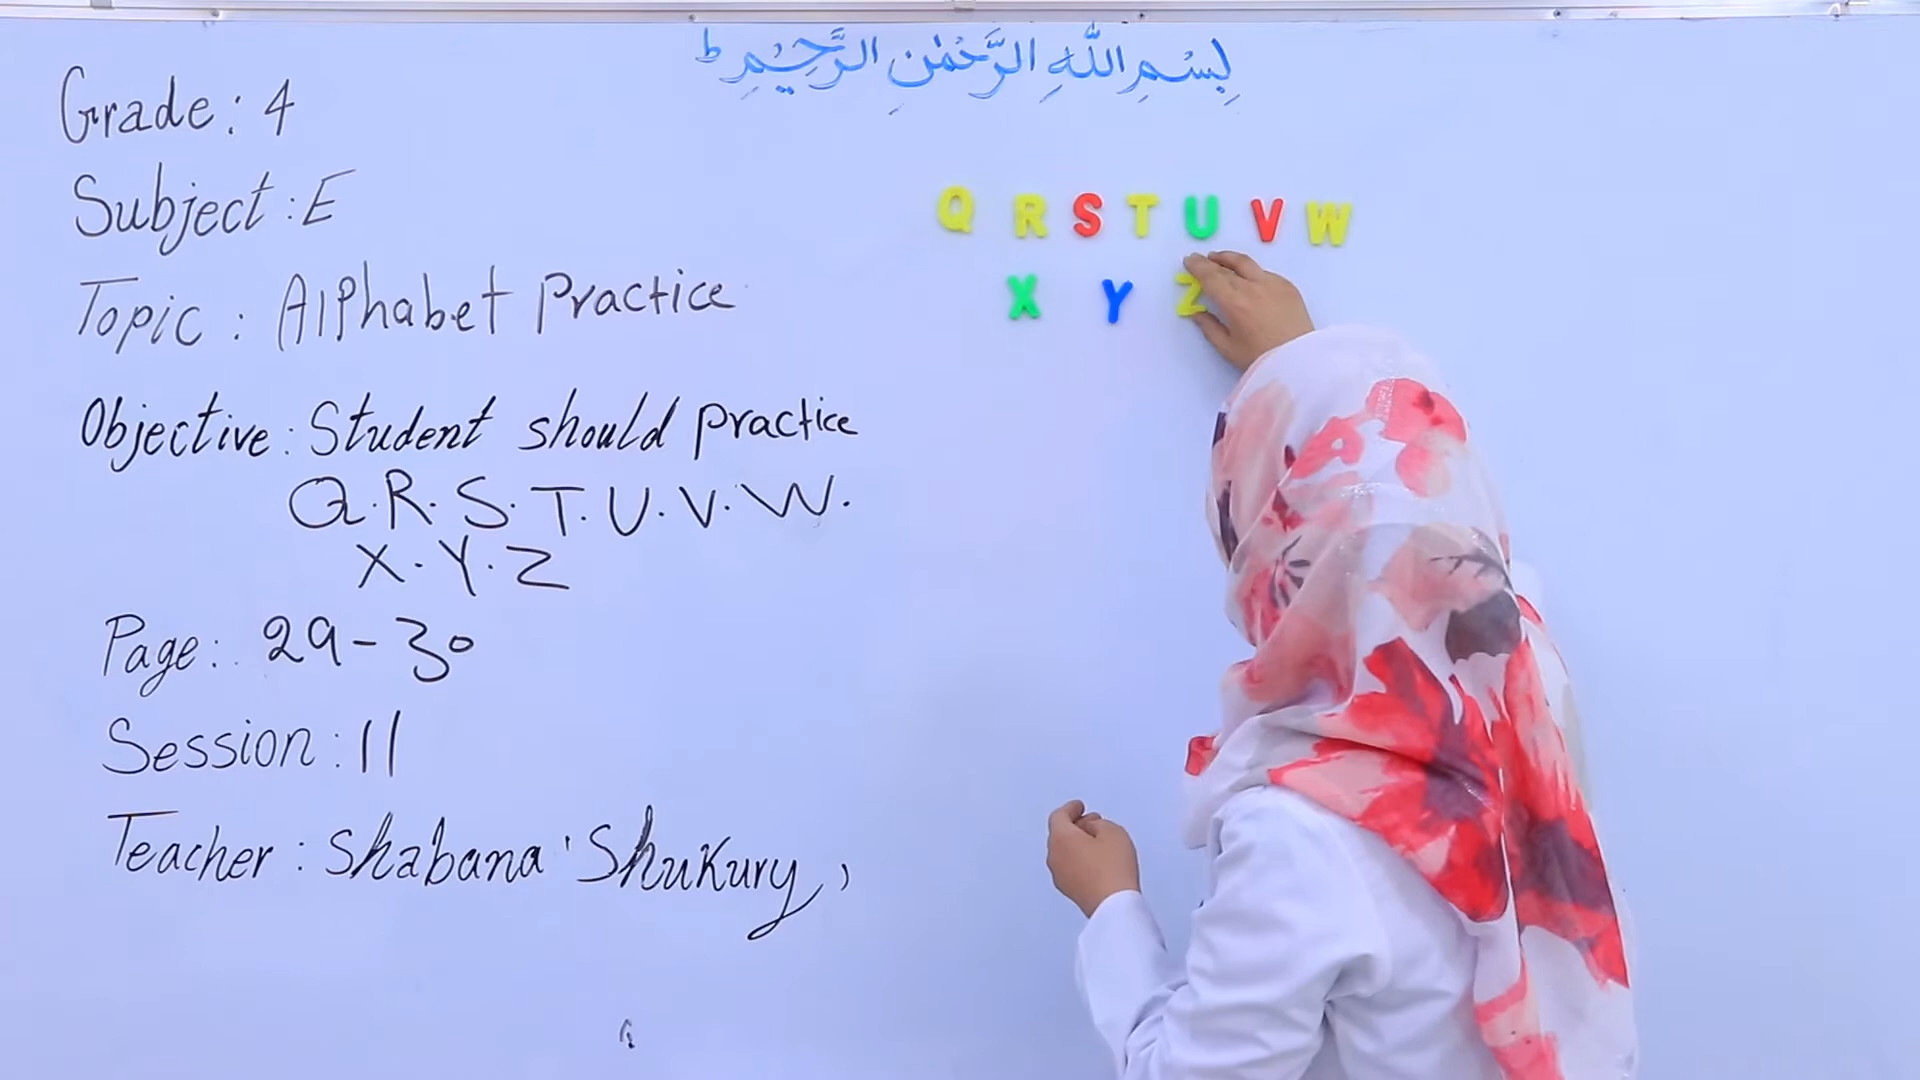 بِسْمِ اللّٰهِ الرَّحْمٰنِ الرَّحِيْمِ ط
Grade: 4
Subject: E
Topic: Alphabet Practice
Objective: Student should practice
Q. R. S. T. U. V. W.
X. Y. Z
Page: 29-30
Session: 11
Teacher: Shabana Shukury
Q R S T U V W
X Y Z